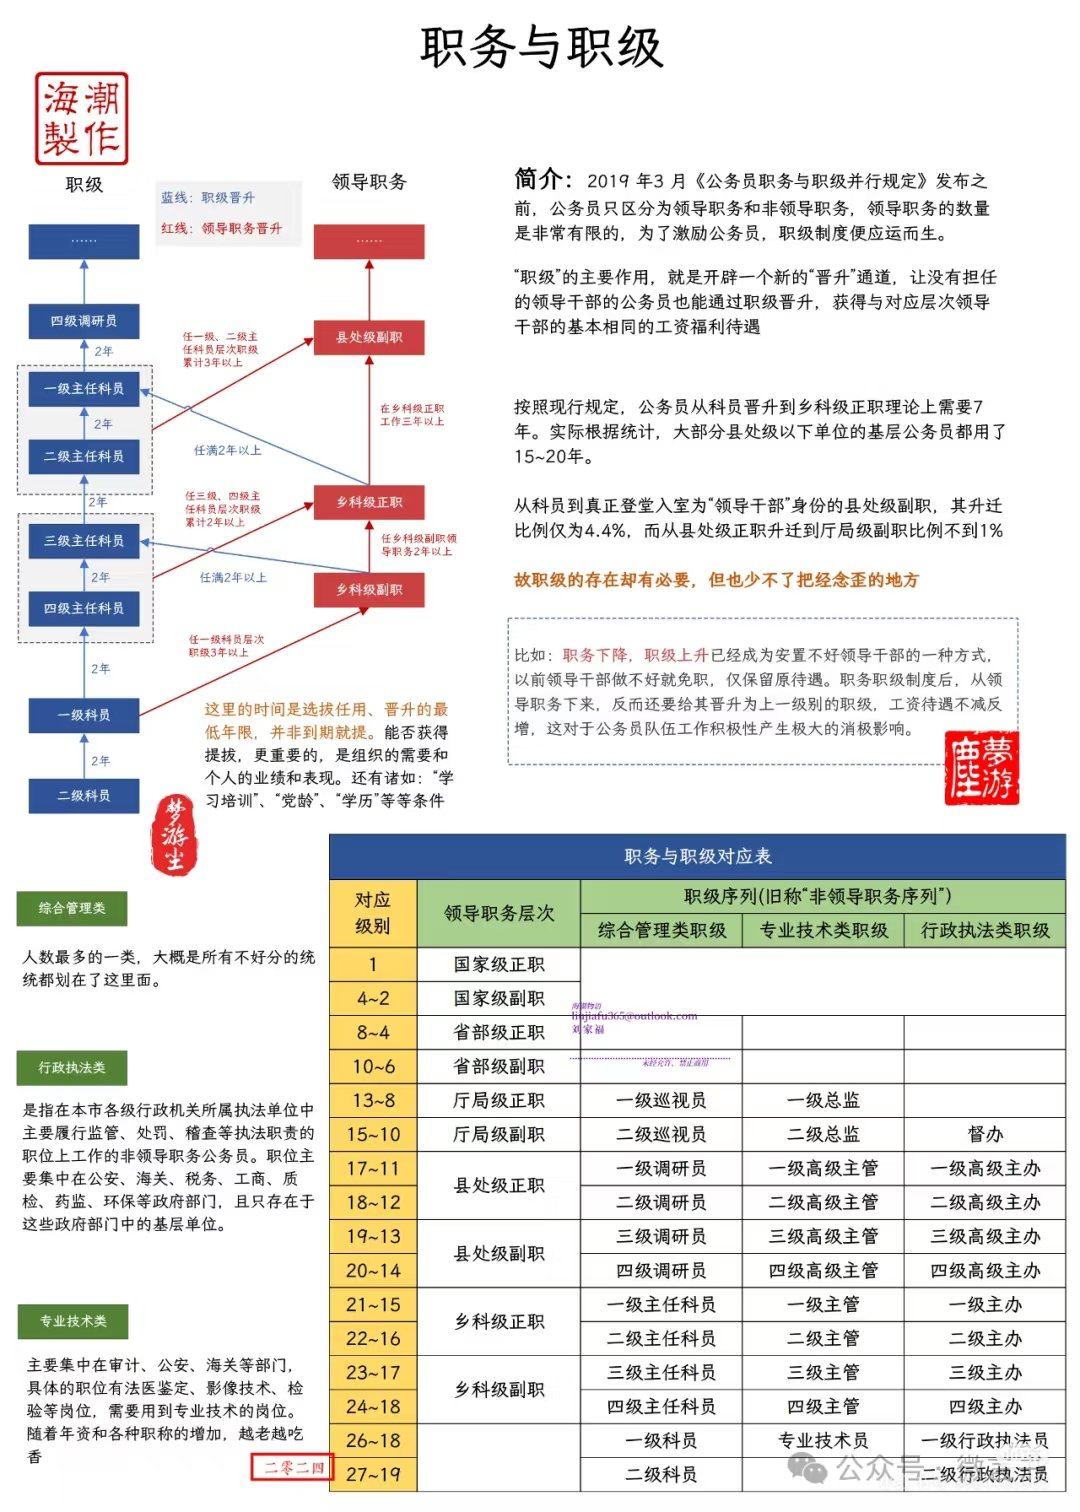 职务与职级
海潮
製作
职级
蓝线：职级晋升
红线：领导职务晋升
领导职务
……
……
四级调研员
县处级副职
2年
任一级、二级主
任科员层次职级
累计3年以上
一级主任科员
2年
在乡科级正职
工作三年以上
二级主任科员
任满2年以上
2年
任三级、四级主
任科员层次职级
累计2年以上
乡科级正职
三级主任科员
任乡科级副职领
导职务2年以上
2年
任满2年以上
四级主任科员
乡科级副职
2年
任一级科员层次
职级3年以上
一级科员
2年
二级科员
这里的时间是选拔任用、晋升的最
低年限，并非到期就提。能否获得
提拔，更重要的，是组织的需要和
个人的业绩和表现。还有诸如：“学
习培训”、“党龄”、“学历”等等条件
梦游尘
简介：2019 年3 月《公务员职务与职级并行规定》发布之
前，公务员只区分为领导职务和非领导职务，领导职务的数量
是非常有限的，为了激励公务员，职级制度便应运而生。
“职级”的主要作用，就是开辟一个新的“晋升”通道，让没有担任
的领导干部的公务员也能通过职级晋升，获得与对应层次领导
干部的基本相同的工资福利待遇
按照现行规定，公务员从科员晋升到乡科级正职理论上需要7
年。实际根据统计，大部分县处级以下单位的基层公务员都用了
15~20年。
从科员到真正登堂入室为“领导干部”身份的县处级副职，其升迁
比例仅为4.4%，而从县处级正职升迁到厅局级副职比例不到1%
故职级的存在却有必要，但也少不了把经念歪的地方
比如：职务下降，职级上升已经成为安置不好领导干部的一种方式，
以前领导干部做不好就免职，仅保留原待遇。职务职级制度后，从领
导职务下来，反而还要给其晋升为上一级别的职级，工资待遇不减反
增，这对于公务员队伍工作积极性产生极大的消极影响。
夢游
塵
综合管理类
人数最多的一类，大概是所有不好分的统
统都划在了这里面。
行政执法类
是指在本市各级行政机关所属执法单位中
主要履行监管、处罚、稽查等执法职责的
职位上工作的非领导职务公务员。职位主
要集中在公安、海关、税务、工商、质
检、药监、环保等政府部门，且只存在于
这些政府部门中的基层单位。
专业技术类
主要集中在审计、公安、海关等部门，
具体的职位有法医鉴定、影像技术、检
验等岗位，需要用到专业技术的岗位。
随着年资和各种职称的增加，越老越吃
香
二零二四
职务与职级对应表
对应
级别
领导职务层次
职级序列(旧称“非领导职务序列”)
综合管理类职级 专业技术类职级 行政执法类职级
1 国家级正职
4~2 国家级副职
海潮物语
liujiafu365@outlook.com
刘家福
8~4 省部级正职
10~6 省部级副职
未经允许，禁止商用
13~8 厅局级正职 一级巡视员 一级总监
15~10 厅局级副职 二级巡视员 二级总监 督办
17~11 县处级正职 一级调研员 一级高级主管 一级高级主办
18~12 二级调研员 二级高级主管 二级高级主办
19~13 县处级副职 三级调研员 三级高级主管 三级高级主办
20~14 四级调研员 四级高级主管 四级高级主办
21~15 乡科级正职 一级主任科员 一级主管 一级主办
22~16 二级主任科员 二级主管 二级主办
23~17 乡科级副职 三级主任科员 三级主管 三级主办
24~18 四级主任科员 四级主管 四级主办
26~18 一级科员 专业技术员 一级行政执法员
27~19 二级科员 二级行政执法员
公众号